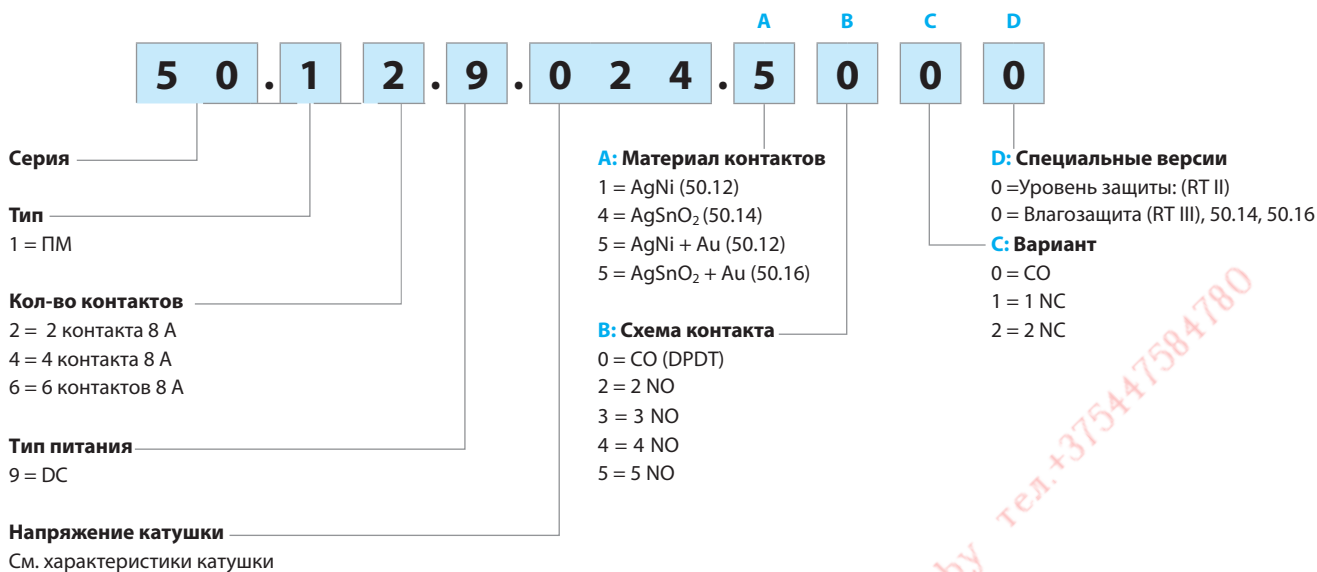 A B C D
5 0 . 1 2 . 9 . 0 2 4 . 5 0 0 0
Серия
Тип
1 = ПМ
Кол-во контактов
2 = 2 контакта 8 А
4 = 4 контакта 8 А
6 = 6 контактов 8 А
Тип питания
9 = DC
Напряжение катушки
См. характеристики катушки
A: Материал контактов
1 = AgNi (50.12)
4 = AgSnO₂ (50.14)
5 = AgNi + Au (50.12)
5 = AgSnO₂ + Au (50.16)
B: Схема контакта
0 = CO (DPDT)
2 = 2 NO
3 = 3 NO
4 = 4 NO
5 = 5 NO
D: Специальные версии
0 =Уровень защиты: (RT II)
0 = Влагозащита (RT III), 50.14, 50.16
C: Вариант
0 = CO
1 = 1 NC
2 = 2 NC
by тел.+375447584780